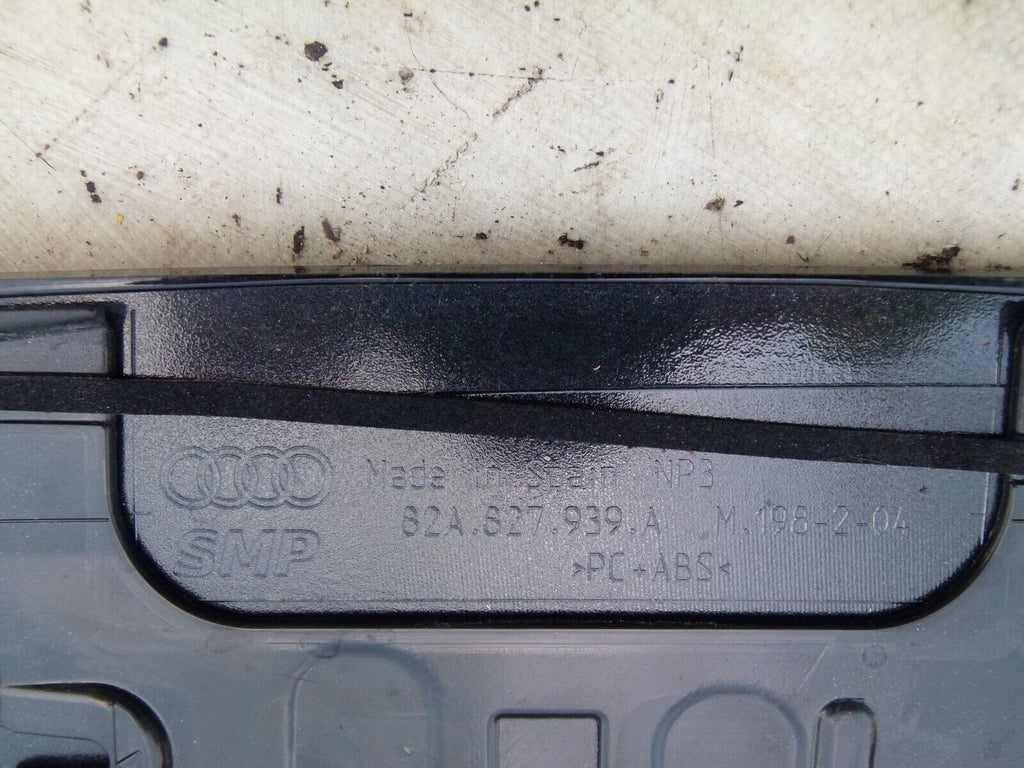 Made in Spain NP3
82A.827.939.A M.198-2-04
SMP
>PC+ABS<